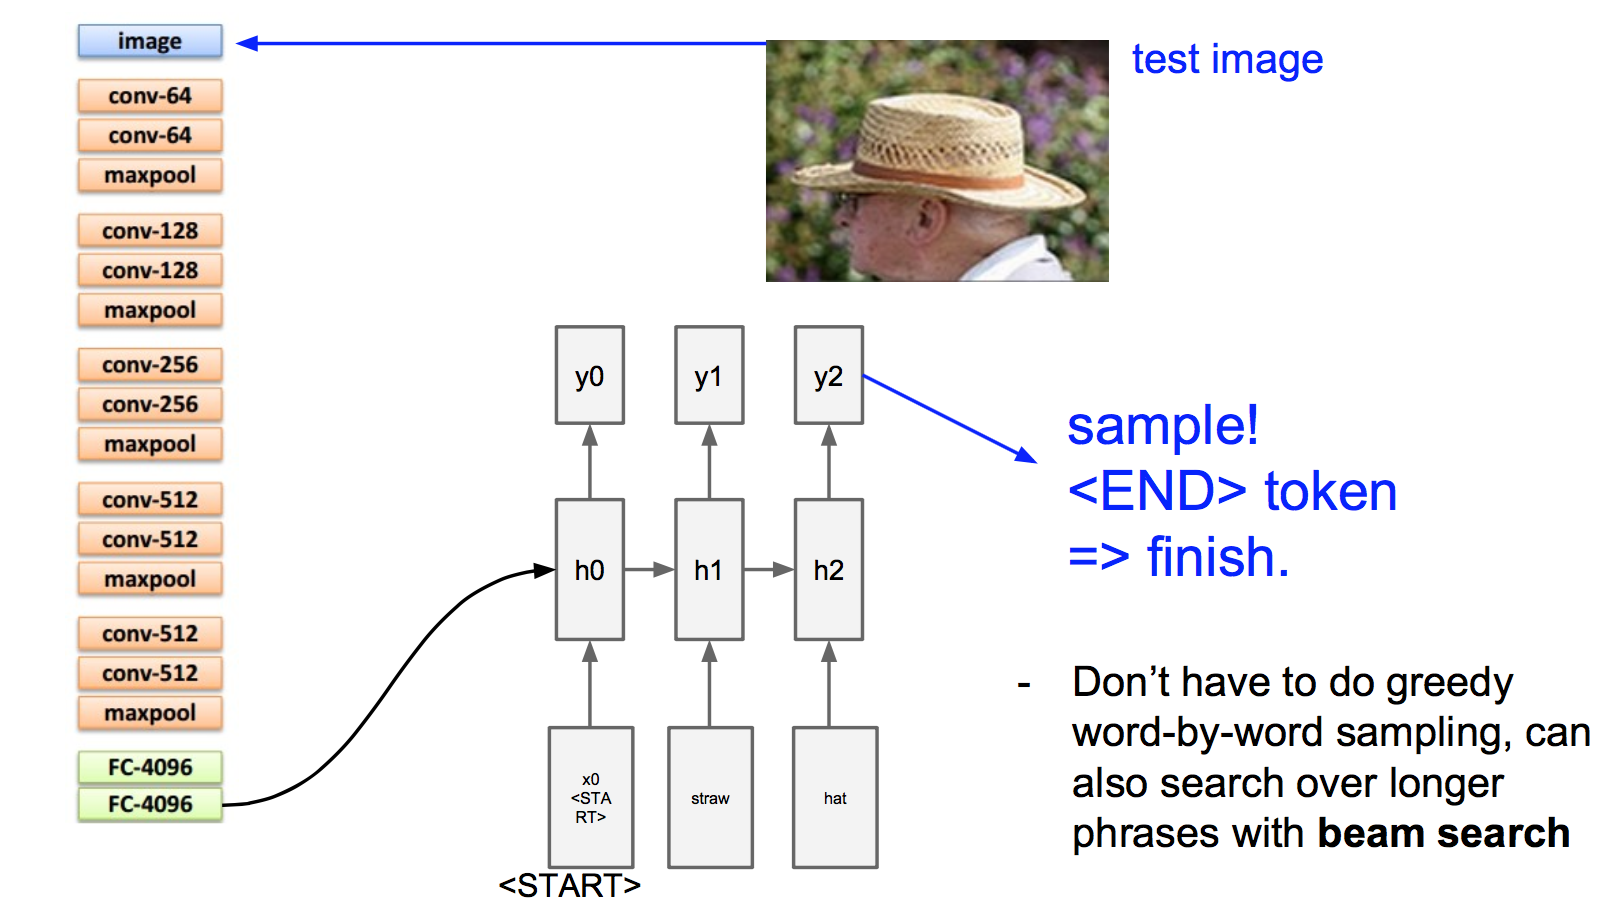 image
conv-64
conv-64
maxpool
conv-128
conv-128
maxpool
conv-256
conv-256
maxpool
conv-512
conv-512
maxpool
conv-512
conv-512
maxpool
FC-4096
FC-4096
test image
y0
y1
y2
h0
h1
h2
x0
<STA
RT>
straw
hat
<START>
sample!
<END> token
=> finish.
- Don’t have to do greedy
word-by-word sampling, can
also search over longer
phrases with beam search